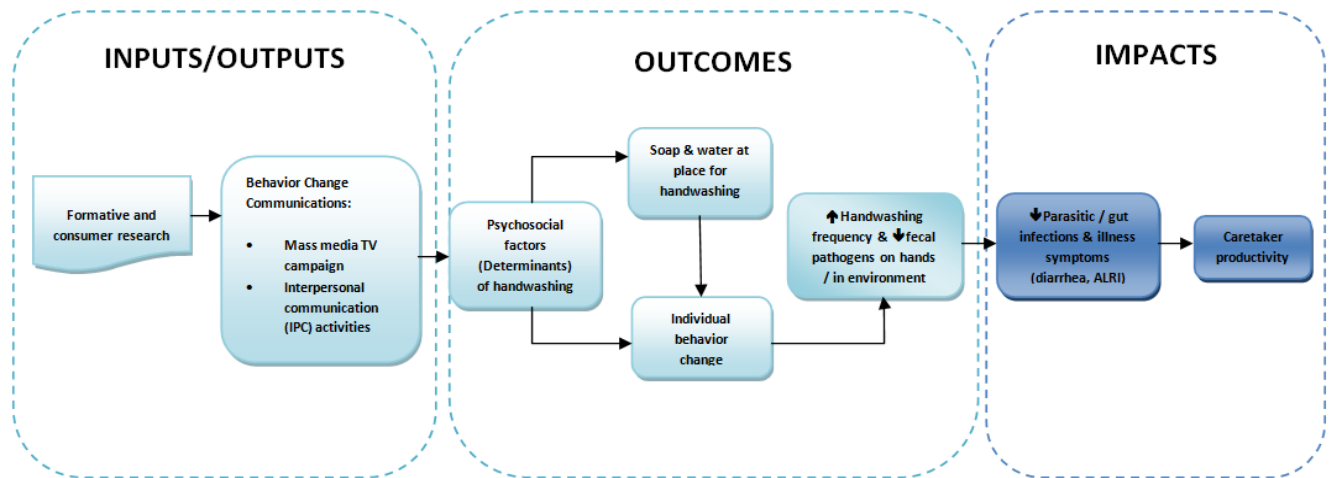 INPUTS/OUTPUTS
Formative and
consumer research
Behavior Change
Communications:
• Mass media TV
campaign
• Interpersonal
communication
(IPC) activities
OUTCOMES
Psychosocial
factors
(Determinants)
of handwashing
Soap & water at
place for
handwashing
Individual
behavior
change
🡹Handwashing
frequency & 🡻fecal
pathogens on hands
/ in environment
IMPACTS
🡻Parasitic / gut
infections & illness
symptoms
(diarrhea, ALRI)
Caretaker
productivity